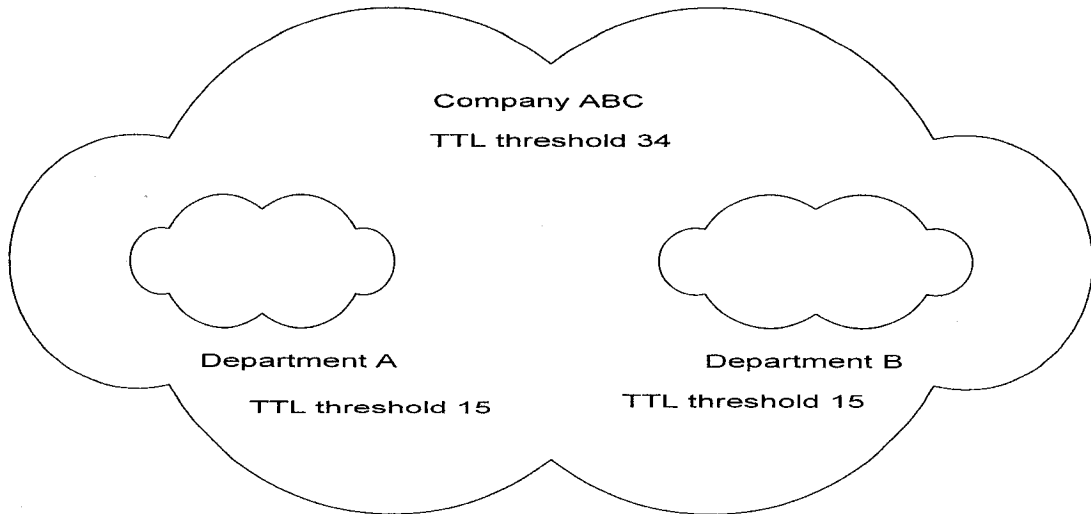 Company ABC
TTL threshold 34
Department A
TTL threshold 15
Department B
TTL threshold 15